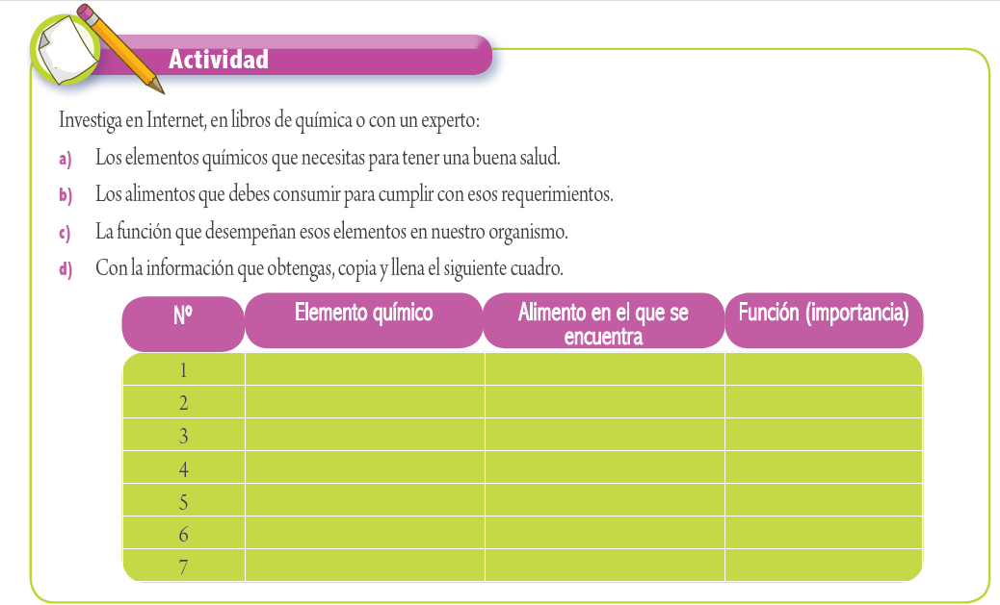 Actividad
Investiga en Internet, en libros de química o con un experto:
a) Los elementos químicos que necesitas para tener una buena salud.
b) Los alimentos que debes consumir para cumplir con esos requerimientos.
c) La función que desempeñan esos elementos en nuestro organismo.
d) Con la información que obtengas, copia y llena el siguiente cuadro.
Nº Elemento químico Alimento en el que se encuentra Función (importancia)
1
2
3
4
5
6
7